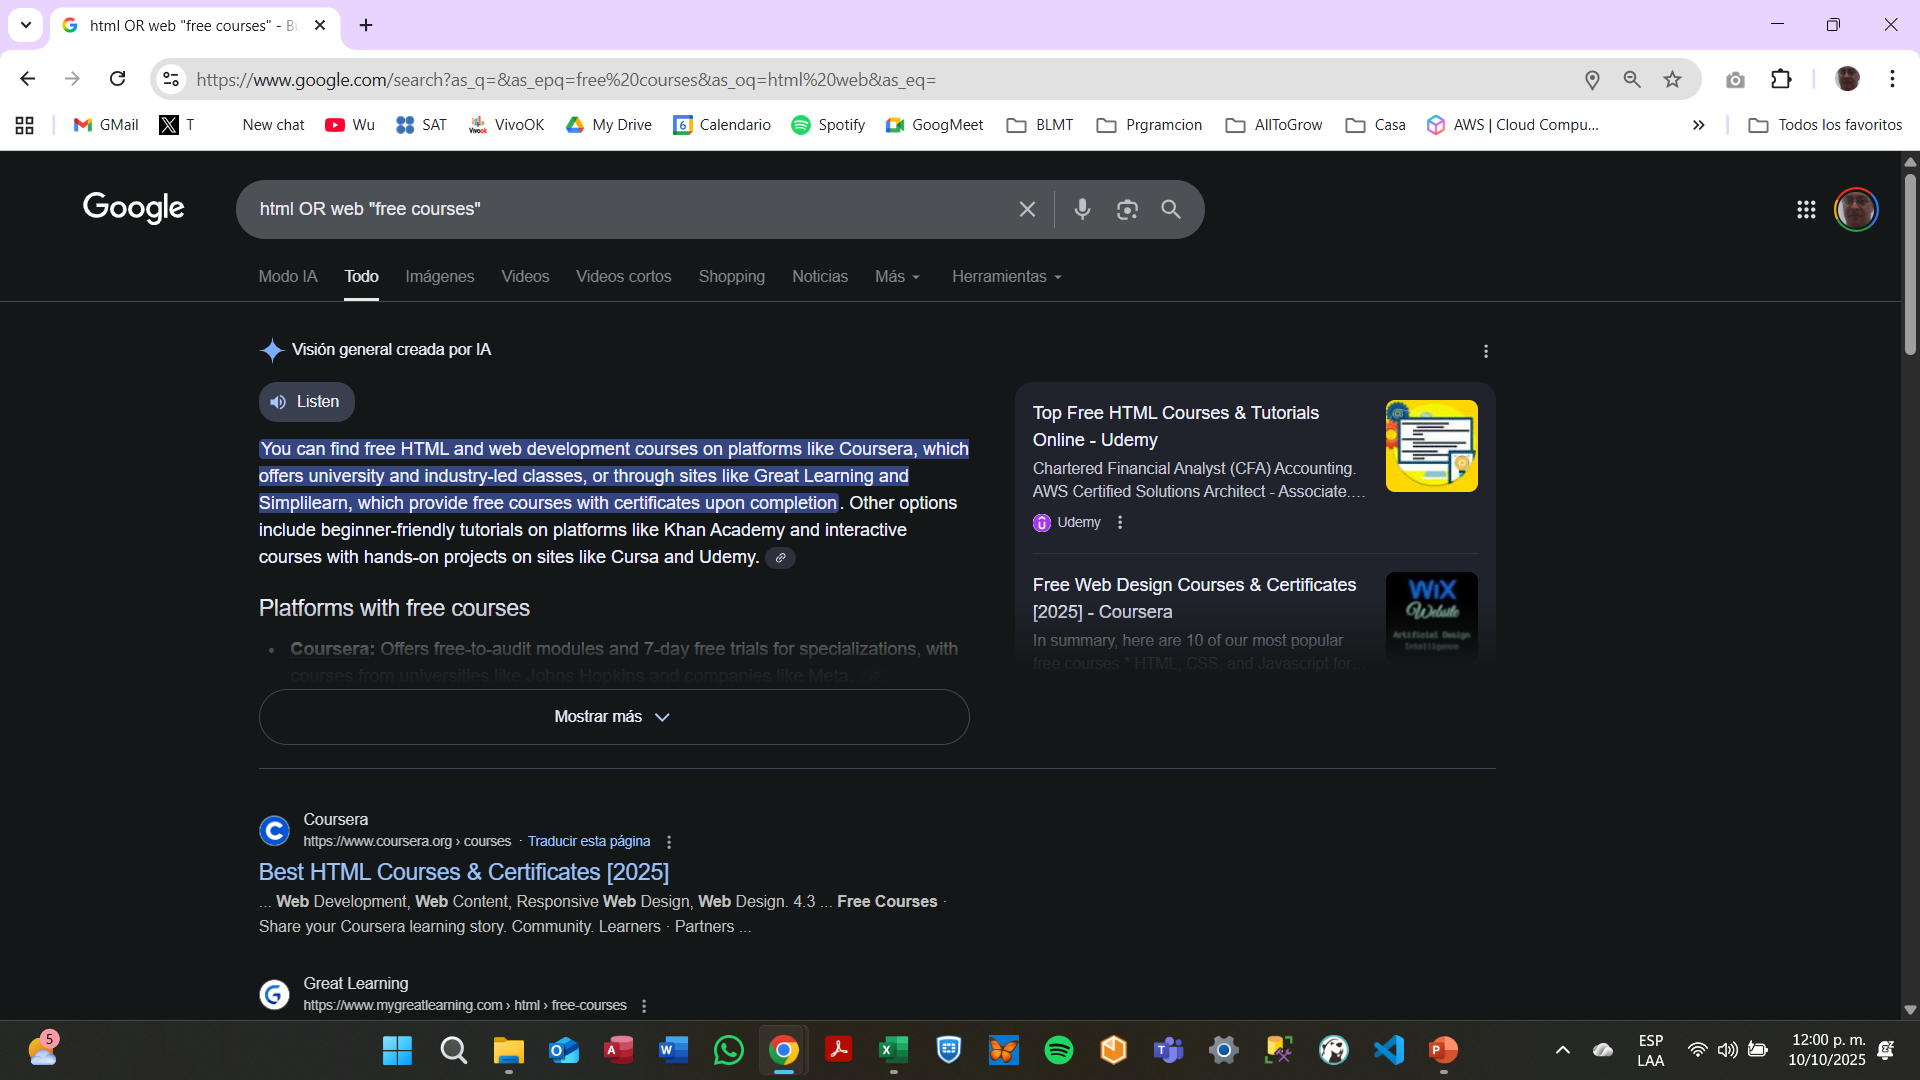 html OR web "free courses" - Bu
https://www.google.com/search?as_q=&as_epq=free%20courses&as_oq=html%20web&as_eq=
GMail
T
New chat
Wu
SAT
VivoOK
My Drive
Calendario
Spotify
GoogMeet
BLMT
Prgramcion
AllToGrow
Casa
AWS | Cloud Compu...
Todos los favoritos
Google
html OR web "free courses"
Modo IA
Todo
Imágenes
Videos
Videos cortos
Shopping
Noticias
Más
Herramientas
Visión general creada por IA
Listen
You can find free HTML and web development courses on platforms like Coursera, which
offers university and industry-led classes, or through sites like Great Learning and
Simplilearn, which provide free courses with certificates upon completion. Other options
include beginner-friendly tutorials on platforms like Khan Academy and interactive
courses with hands-on projects on sites like Cursa and Udemy.
Platforms with free courses
• Coursera: Offers free-to-audit modules and 7-day free trials for specializations, with
courses from universities like Johns Hopkins and companies like Meta.
Mostrar más
Top Free HTML Courses & Tutorials
Online - Udemy
Chartered Financial Analyst (CFA) Accounting.
AWS Certified Solutions Architect - Associate....
Udemy
Free Web Design Courses & Certificates
[2025] - Coursera
In summary, here are 10 of our most popular
free courses * HTML, CSS, and Javascript for...
WiX
Website
Artificial Design
Intelligence
Coursera
https://www.coursera.org › courses · Traducir esta página
Best HTML Courses & Certificates [2025]
... Web Development, Web Content, Responsive Web Design, Web Design. 4.3 ... Free Courses ·
Share your Coursera learning story. Community. Learners · Partners ...
Great Learning
https://www.mygreatlearning.com › html › free-courses
5
ESP
LAA
12:00 p. m.
10/10/2025